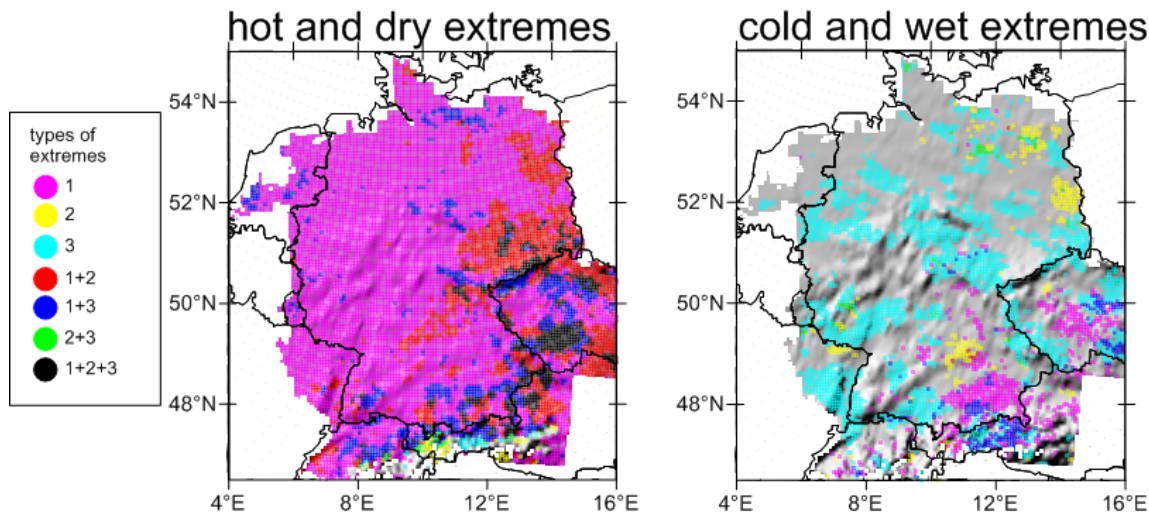 hot and dry extremes
cold and wet extremes
types of
extremes
1
2
3
1+2
1+3
2+3
1+2+3
54°N
52°N
50°N
48°N
4°E 8°E 12°E 16°E
54°N
52°N
50°N
48°N
4°E 8°E 12°E 16°E